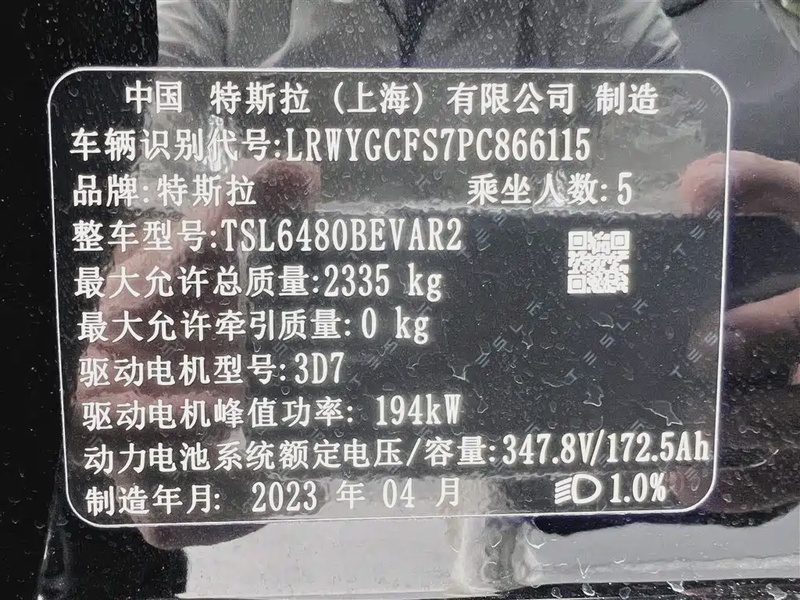 中国 特斯拉（上海）有限公司 制造
车辆识别代号:LRWYGCFS7PC866115
品牌:特斯拉 乘坐人数:5
整车型号:TSL6480BEVAR2
最大允许总质量:2335 kg
最大允许牵引质量:0 kg
驱动电机型号:3D7
驱动电机峰值功率: 194kW
动力电池系统额定电压/容量:347.8V/172.5Ah
制造年月: 2023 年 04 月 1.0%